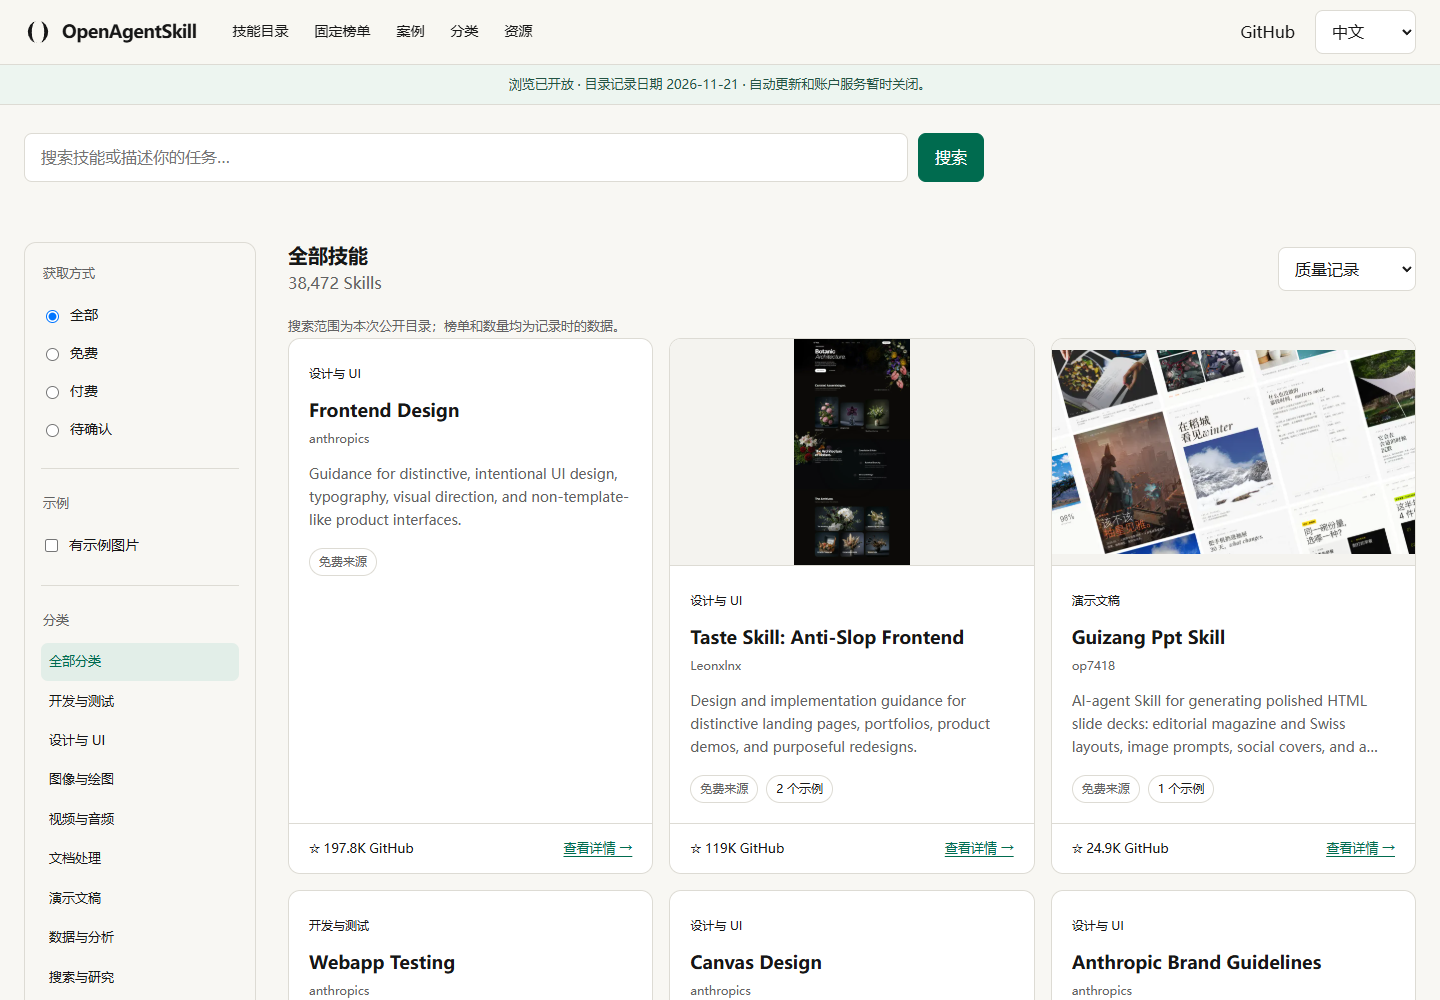 OpenAgentSkill
技能目录 固定榜单 案例 分类 资源
GitHub
中文
浏览已开放 · 目录记录日期 2026-11-21 · 自动更新和账户服务暂时关闭。
搜索技能或描述你的任务...
搜索
获取方式
全部
免费
付费
待确认
示例
有示例图片
分类
全部分类
开发与测试
设计与 UI
图像与绘图
视频与音频
文档处理
演示文稿
数据与分析
搜索与研究
全部技能
38,472 Skills
质量记录
搜索范围为本次公开目录；榜单和数量均为记录时的数据。
设计与 UI
Frontend Design
anthropics
Guidance for distinctive, intentional UI design,
typography, visual direction, and non-template-
like product interfaces.
免费来源
☆ 197.8K GitHub
查看详情 →
Botanic
Architecture.
设计与 UI
Taste Skill: Anti-Slop Frontend
Leonxlnx
Design and implementation guidance for
distinctive landing pages, portfolios, product
demos, and purposeful redesigns.
免费来源
2 个示例
☆ 119K GitHub
查看详情 →
在稻城
看见winter
98%
演示文稿
Guizang Ppt Skill
op7418
AI-agent Skill for generating polished HTML
slide decks: editorial magazine and Swiss
layouts, image prompts, social covers, and a...
免费来源
1 个示例
☆ 24.9K GitHub
查看详情 →
开发与测试
Webapp Testing
anthropics
设计与 UI
Canvas Design
anthropics
设计与 UI
Anthropic Brand Guidelines
anthropics